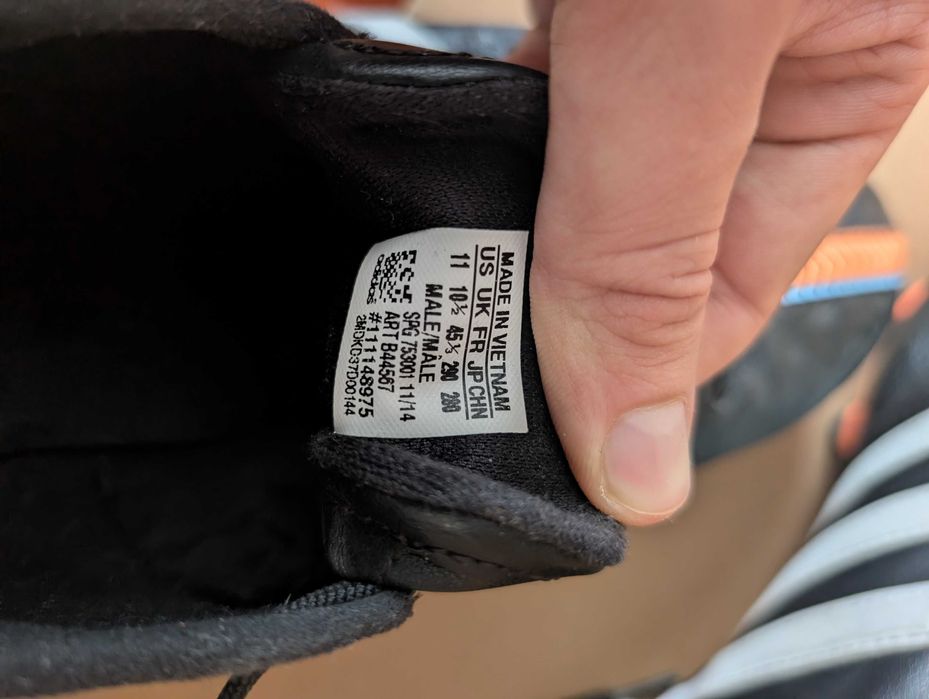 MADE IN VIETNAM
US UK FR JP CHN
11 10½ 45⅓ 290 280
MALE/MÂLE
SPG 753001 11/14
ART B44567
#111148975
adidas